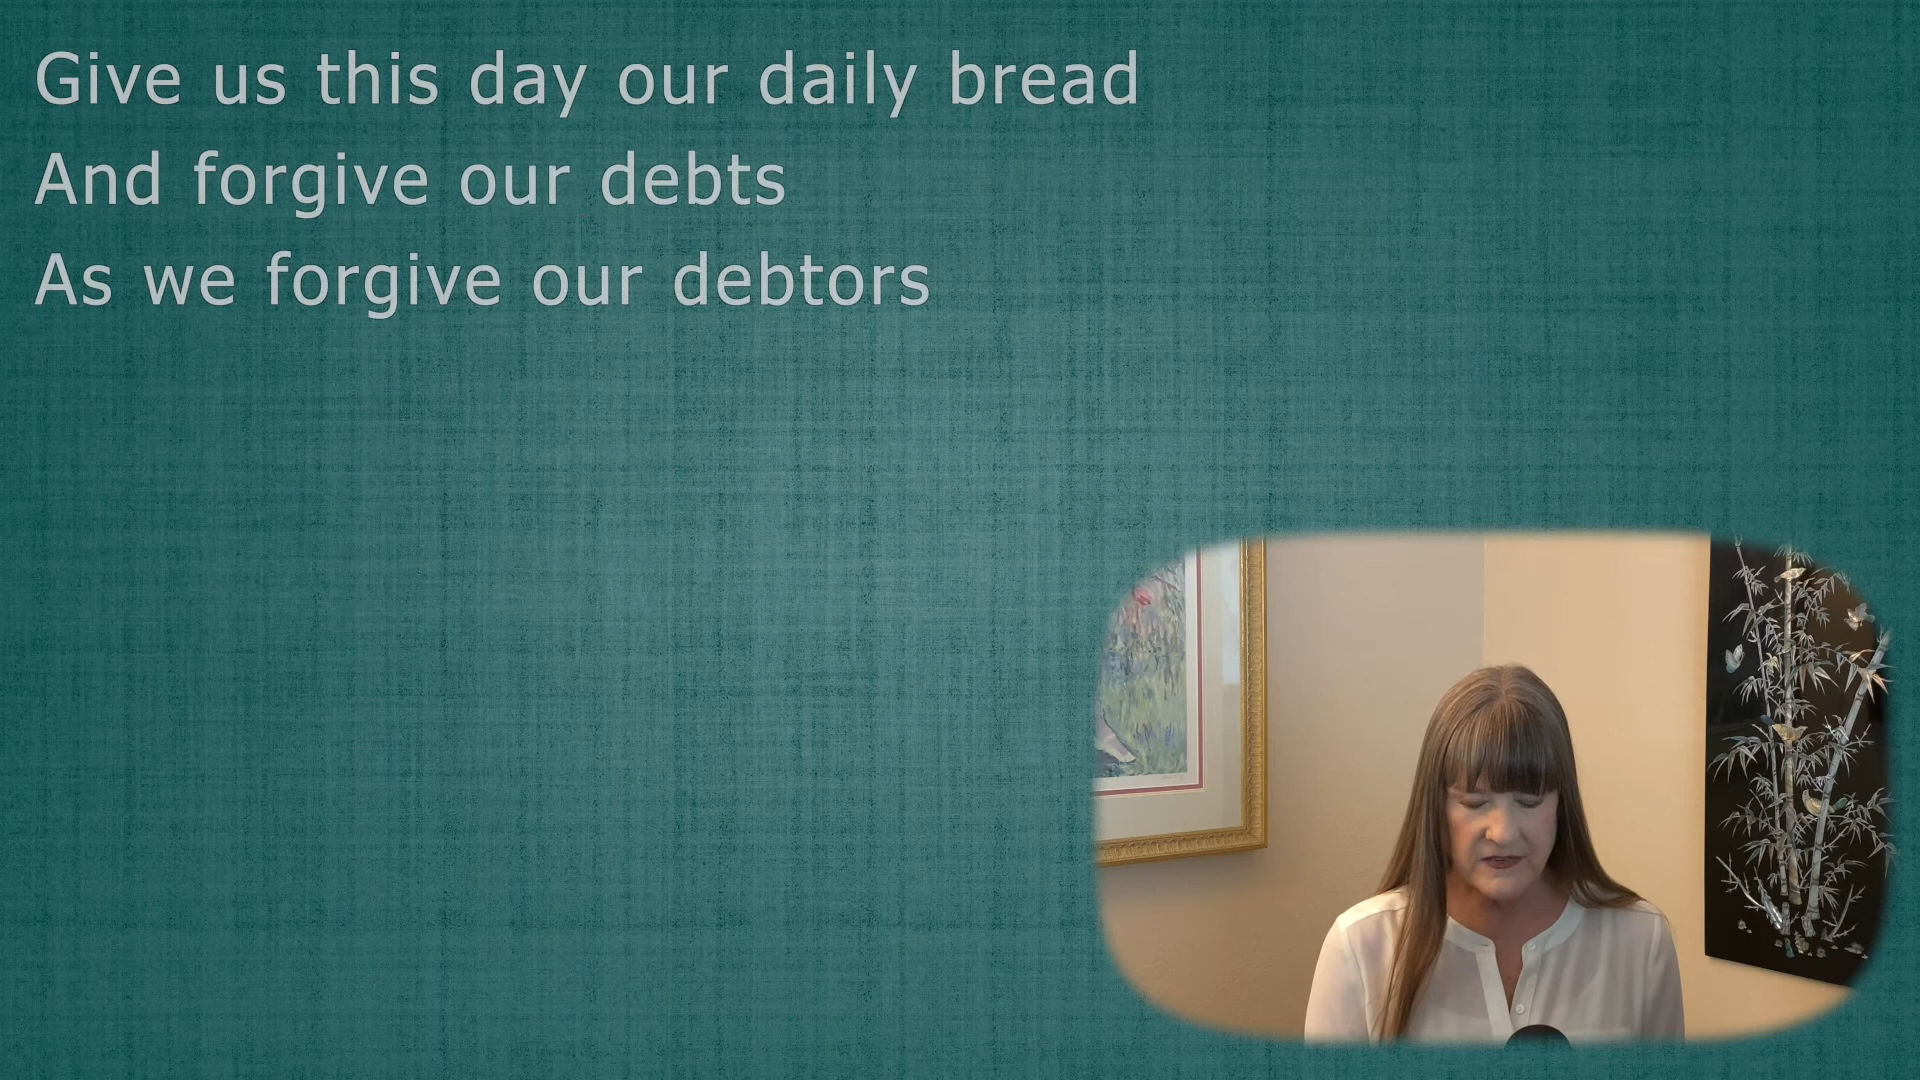 Give us this day our daily bread
And forgive our debts
As we forgive our debtors